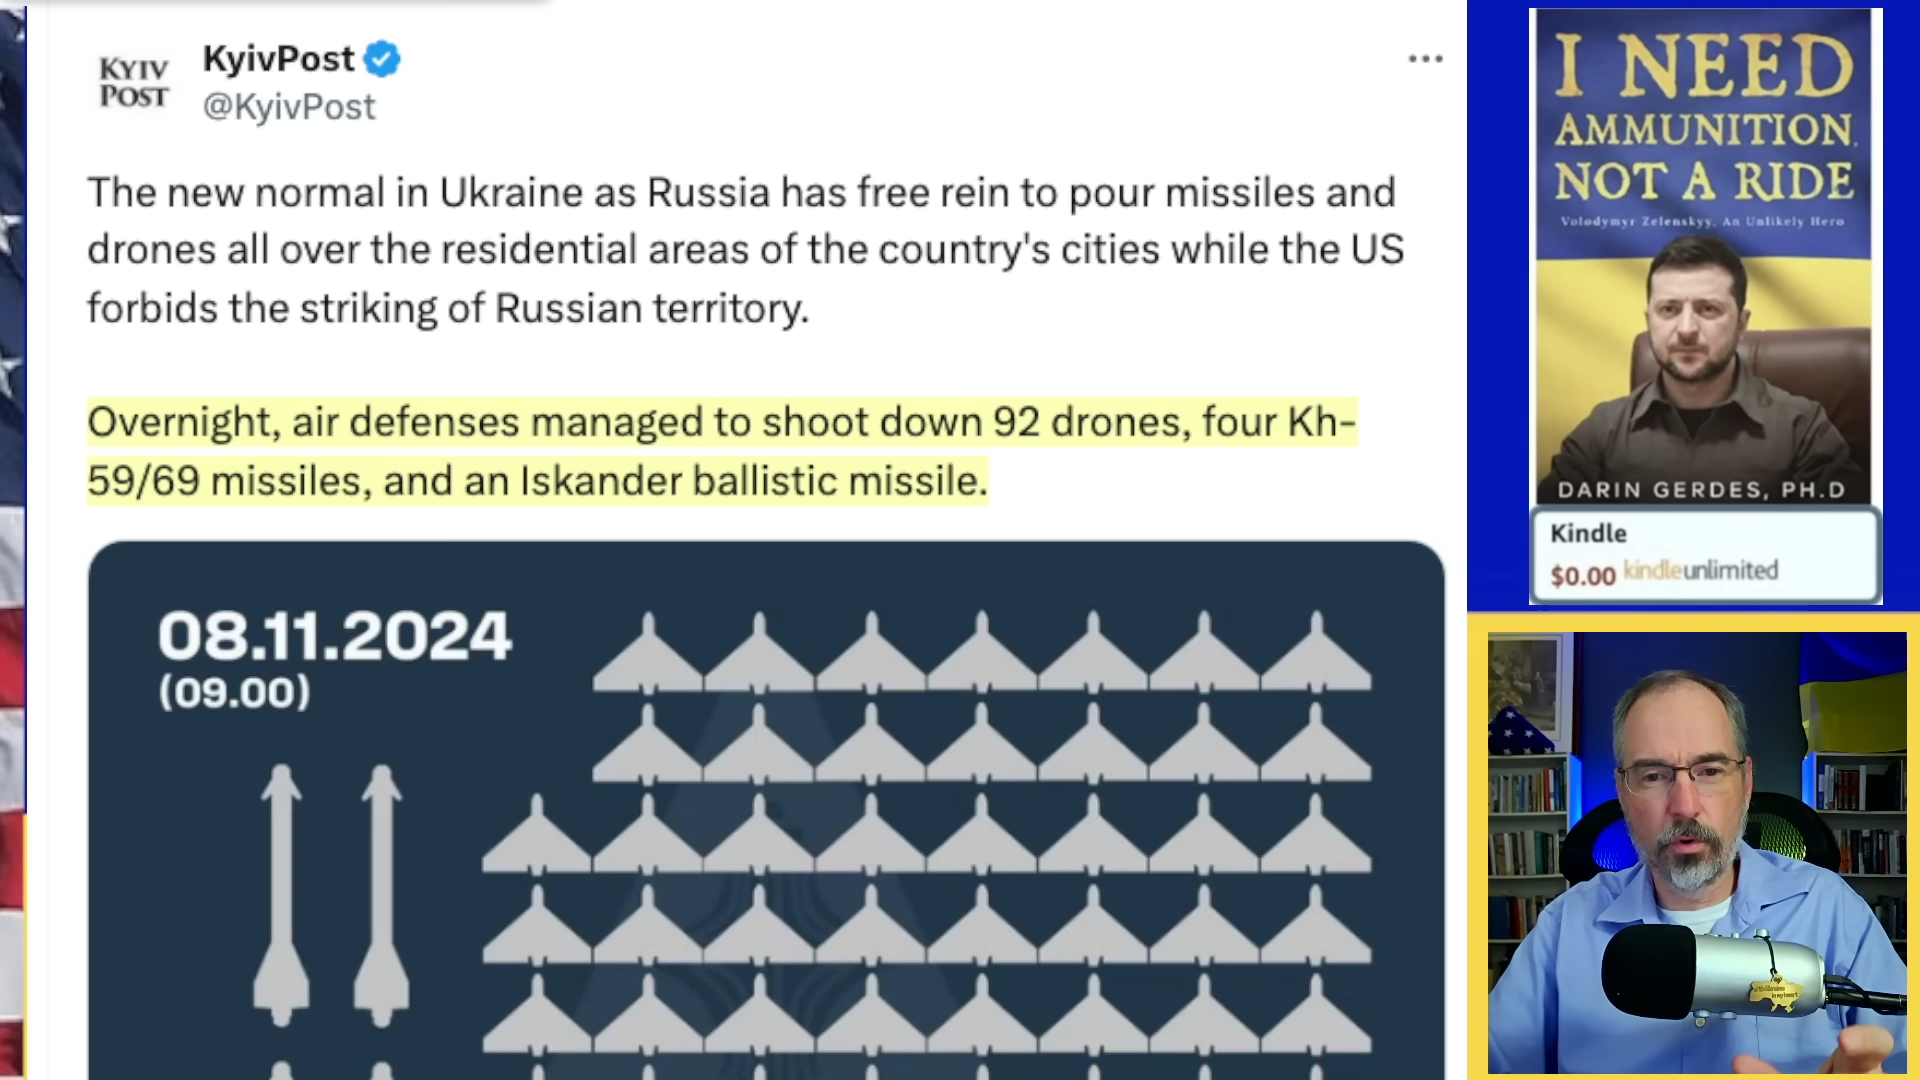 KYIV
POST
KyivPost
@KyivPost
The new normal in Ukraine as Russia has free rein to pour missiles and
drones all over the residential areas of the country's cities while the US
forbids the striking of Russian territory.
Overnight, air defenses managed to shoot down 92 drones, four Kh-
59/69 missiles, and an Iskander ballistic missile.
08.11.2024
(09.00)
I NEED
AMMUNITION,
NOT A RIDE
Volodymyr Zelenskyy, An Unlikely Hero
DARIN GERDES, PH.D
Kindle
$0.00 kindleunlimited